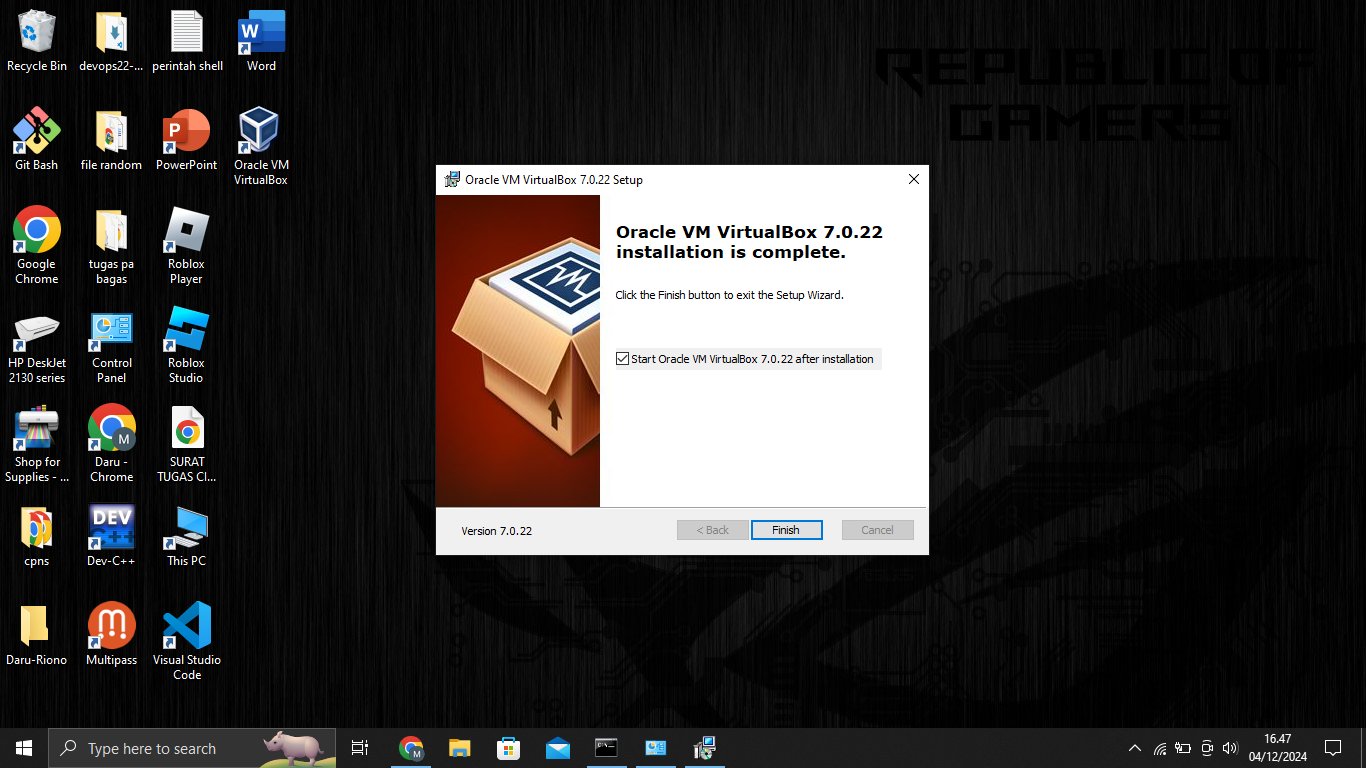 Recycle Bin
devops22-...
perintah shell
Word
REPUBLIC OF
GAMERS
Git Bash
file random
PowerPoint
Oracle VM
VirtualBox
Google
Chrome
tugas pa
bagas
Roblox
Player
HP DeskJet
2130 series
Control
Panel
Roblox
Studio
Shop for
Supplies - ...
Daru -
Chrome
SURAT
TUGAS CI...
cpns
DEV
C++
Dev-C++
This PC
Daru-Riono
Multipass
Visual Studio
Code
Oracle VM VirtualBox 7.0.22 Setup
Oracle VM VirtualBox 7.0.22
installation is complete.
Click the Finish button to exit the Setup Wizard.
Start Oracle VM VirtualBox 7.0.22 after installation
Version 7.0.22
< Back
Finish
Cancel
Type here to search
16.47
04/12/2024